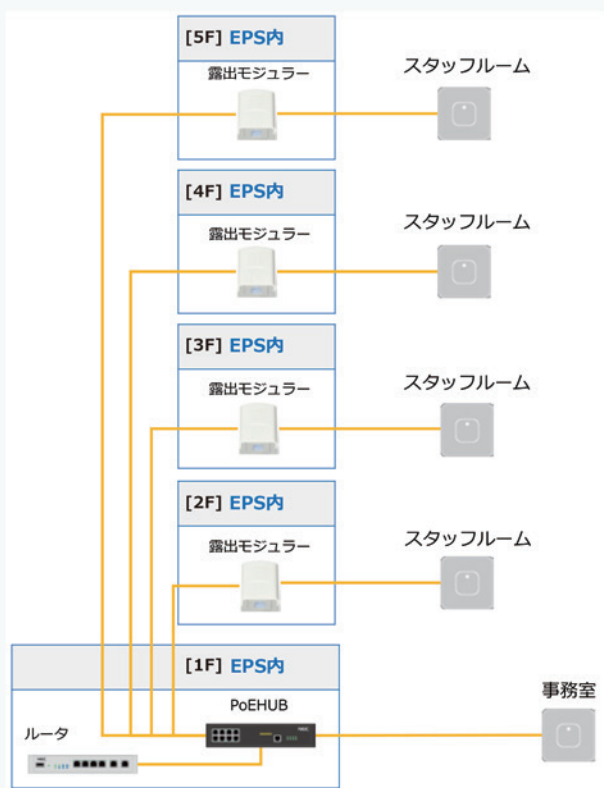 [5F] EPS内
露出モジュラー
スタッフルーム
[4F] EPS内
露出モジュラー
スタッフルーム
[3F] EPS内
露出モジュラー
スタッフルーム
[2F] EPS内
露出モジュラー
スタッフルーム
[1F] EPS内
PoEHUB
ルータ
事務室